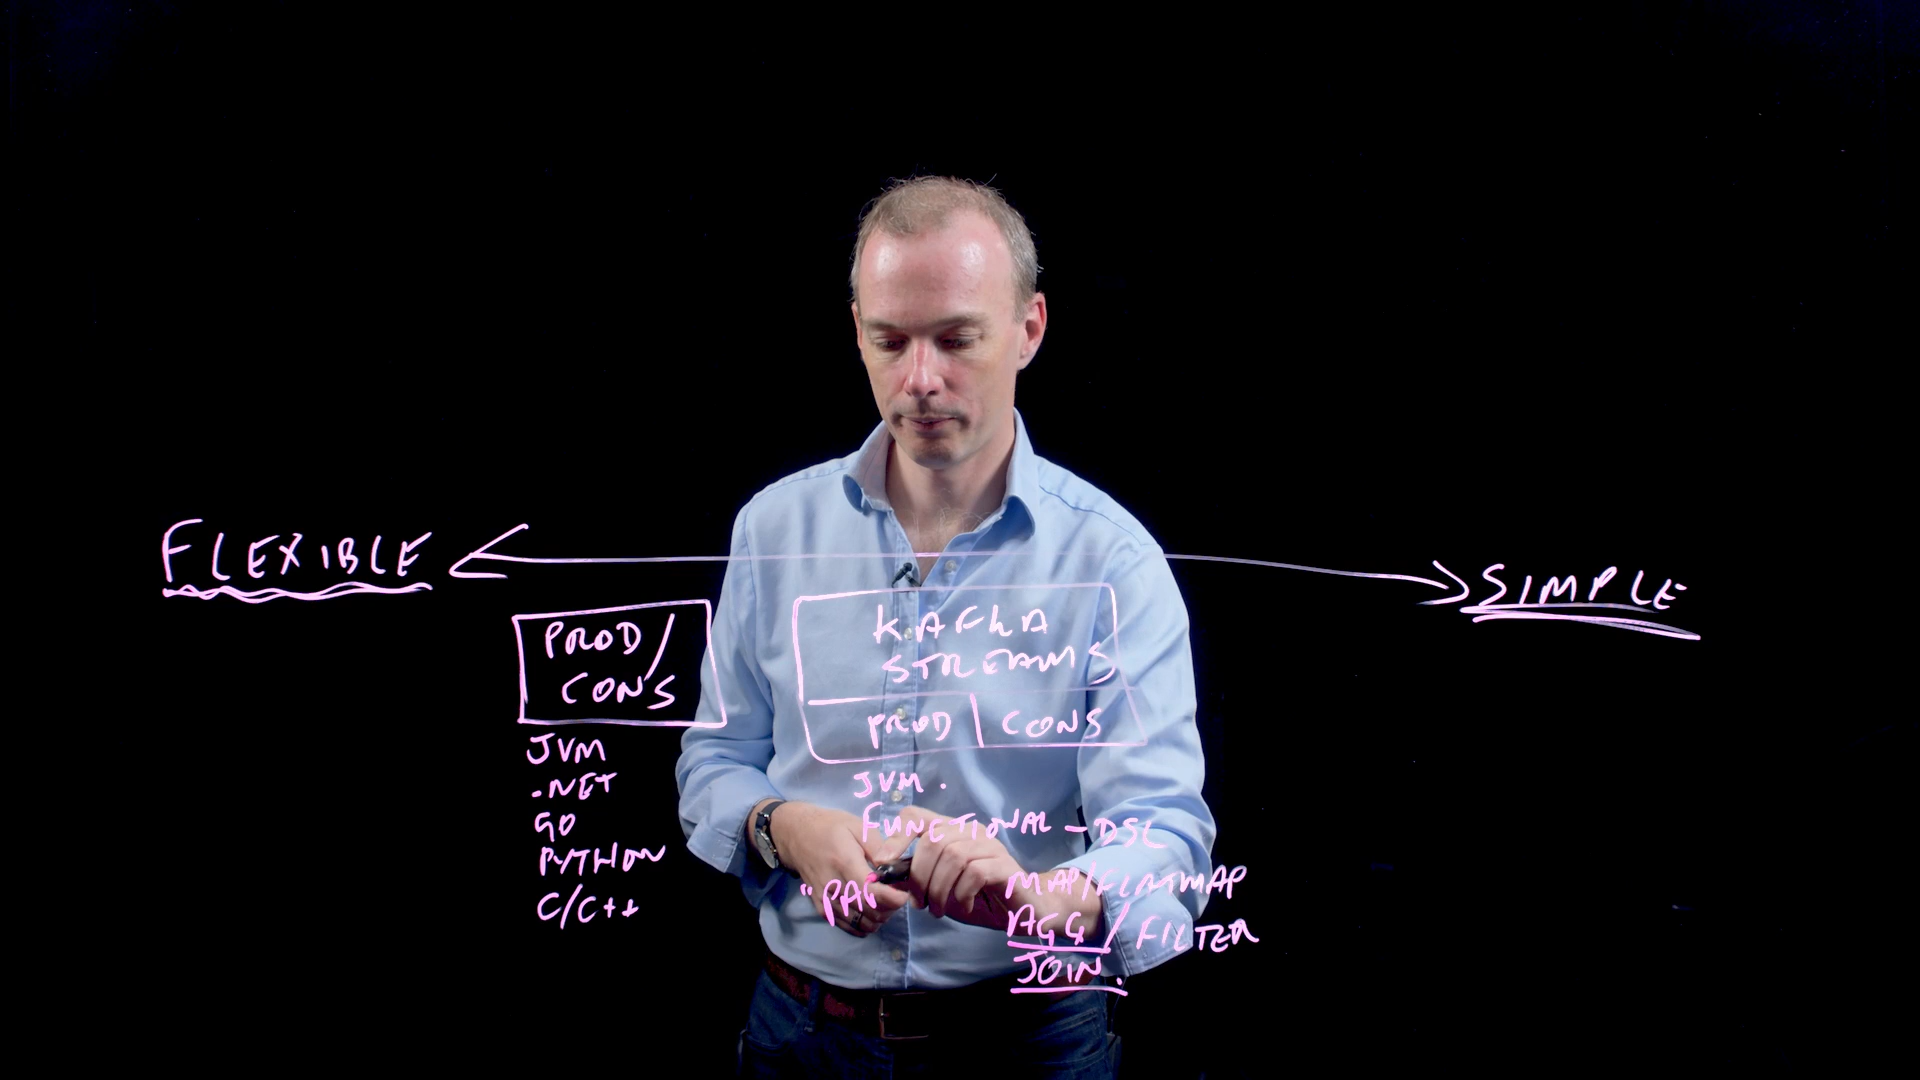 FLEXIBLE
SIMPLE
PROD/
CONS
JVM
.NET
GO
PYTHON
C/C++
KAFKA
STREAMS
PROD | CONS
JVM.
FUNCTIONAL - DSL
MAP/FLATMAP
AGG / FILTER
JOIN.